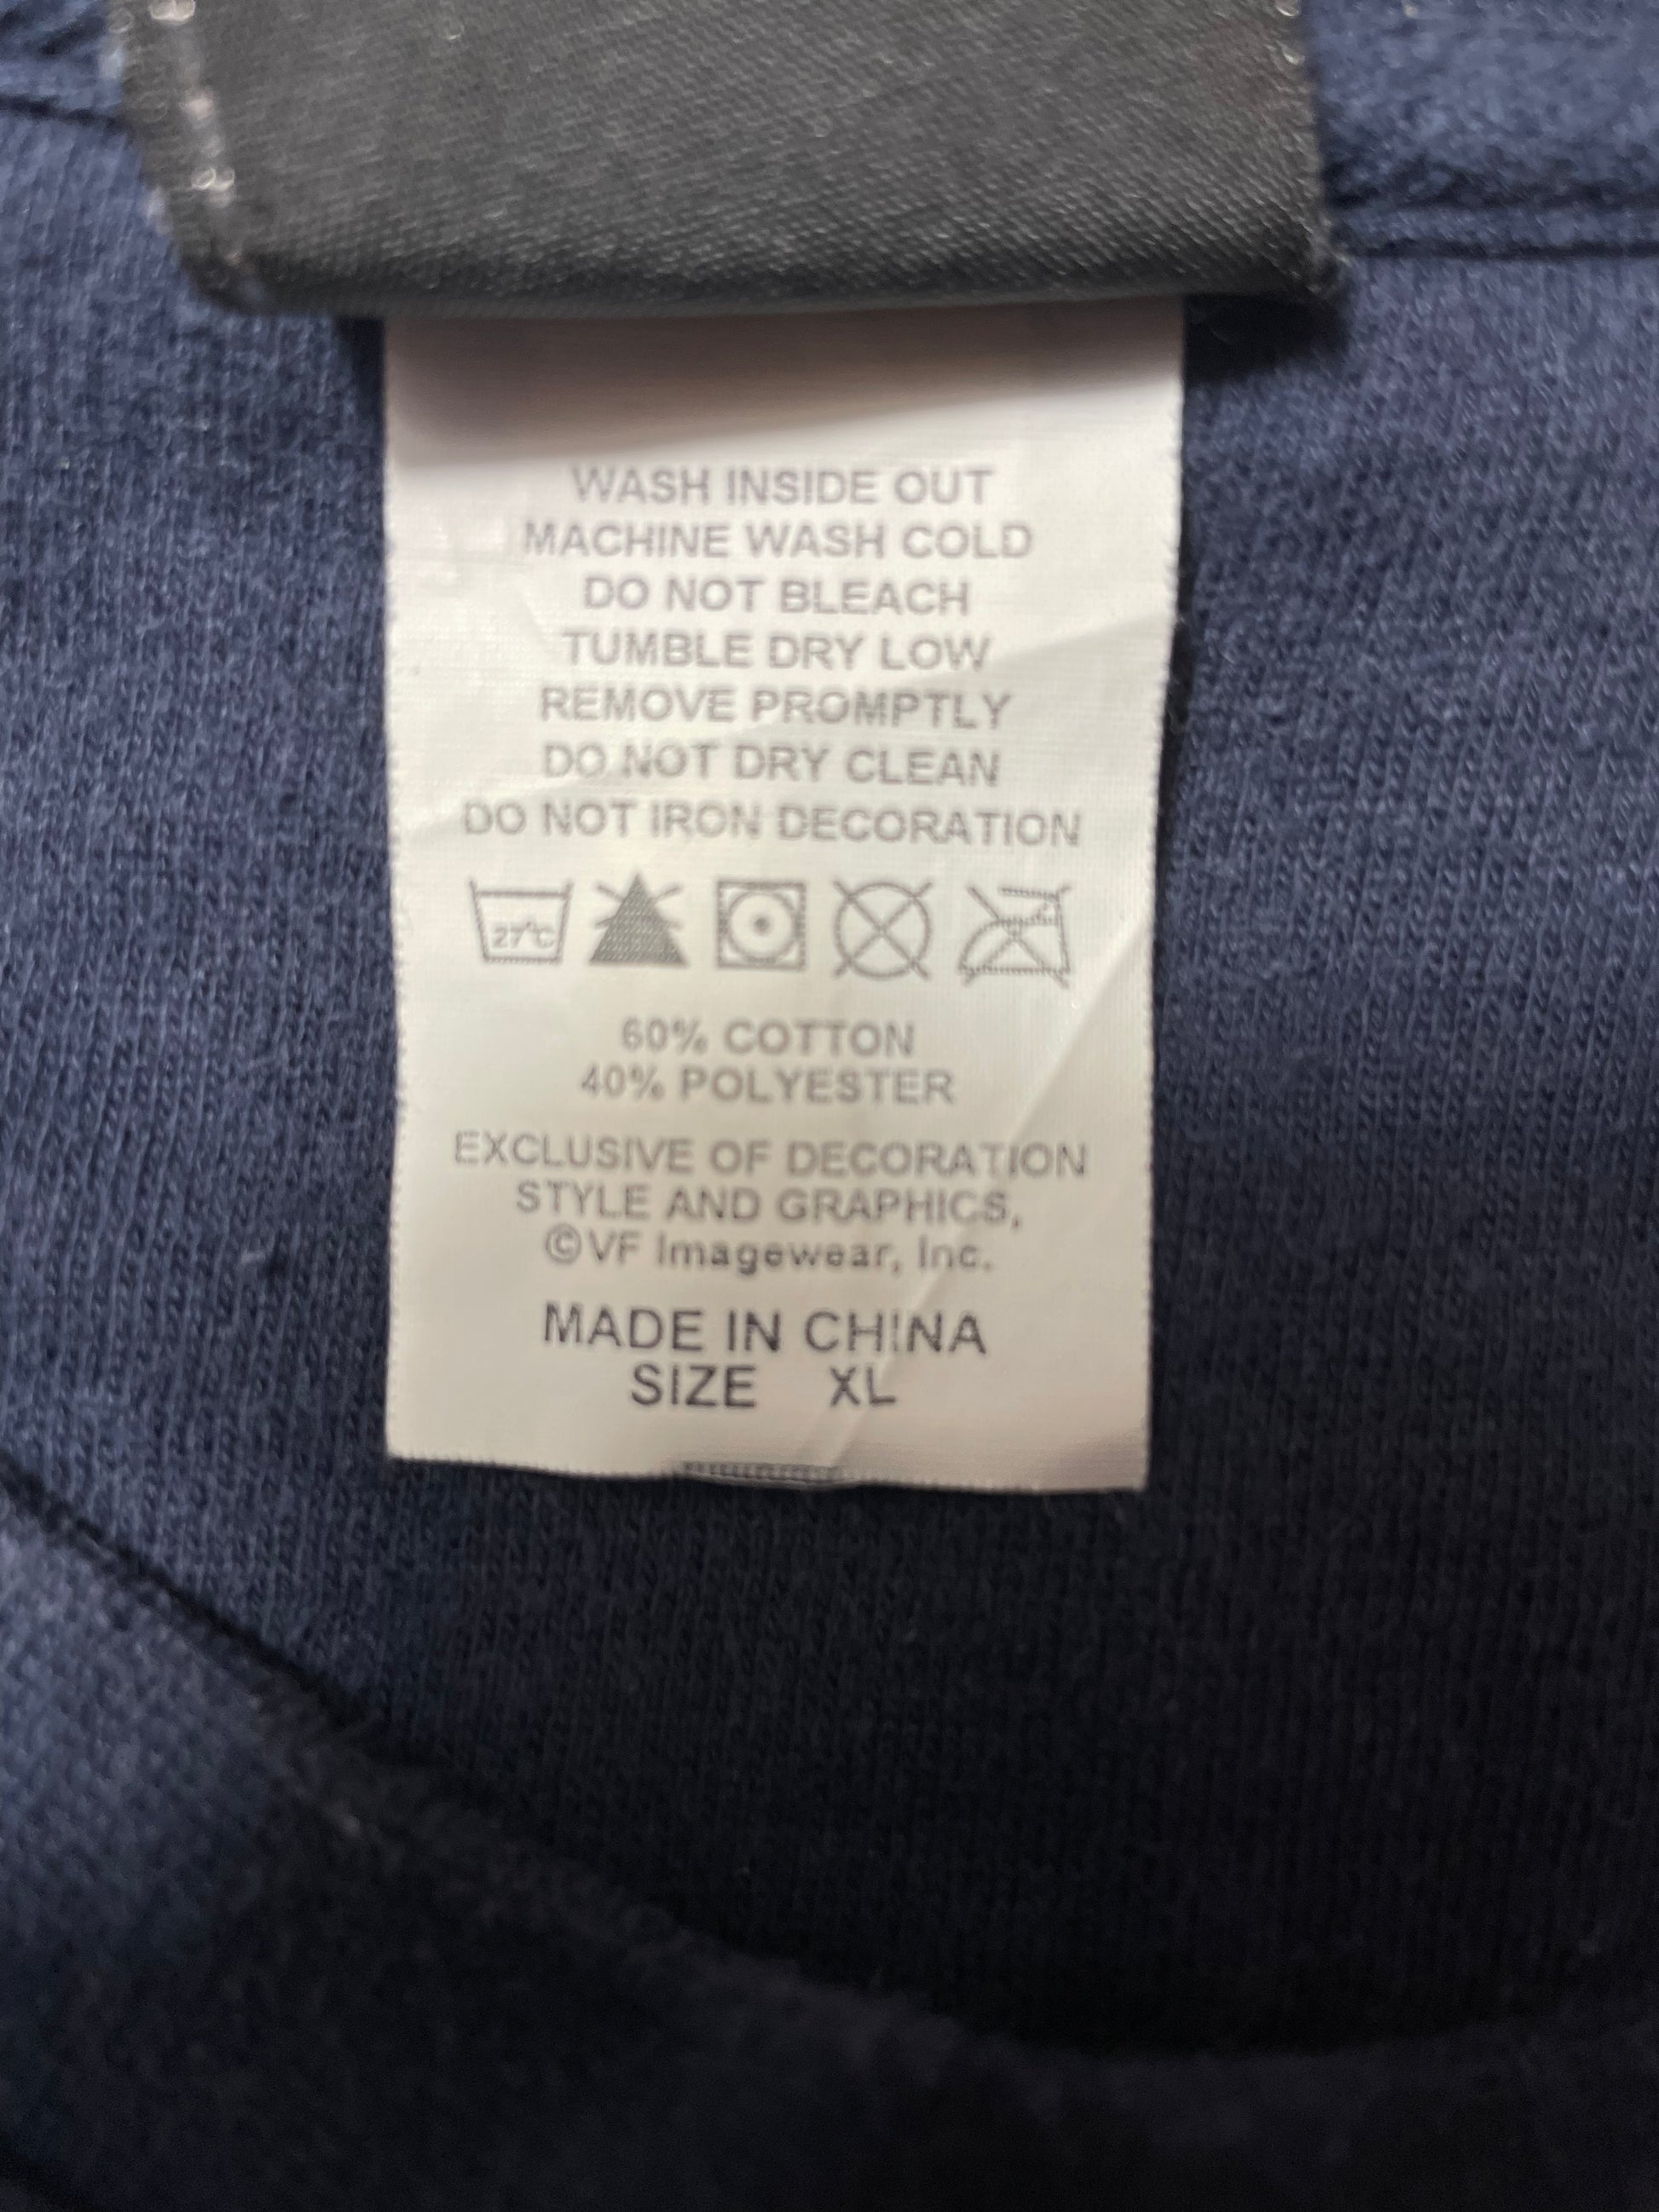 WASH INSIDE OUT
MACHINE WASH COLD
DO NOT BLEACH
TUMBLE DRY LOW
REMOVE PROMPTLY
DO NOT DRY CLEAN
DO NOT IRON DECORATION
27°C
60% COTTON
40% POLYESTER
EXCLUSIVE OF DECORATION
STYLE AND GRAPHICS,
©VF Imagewear, Inc.
MADE IN CHINA
SIZE XL